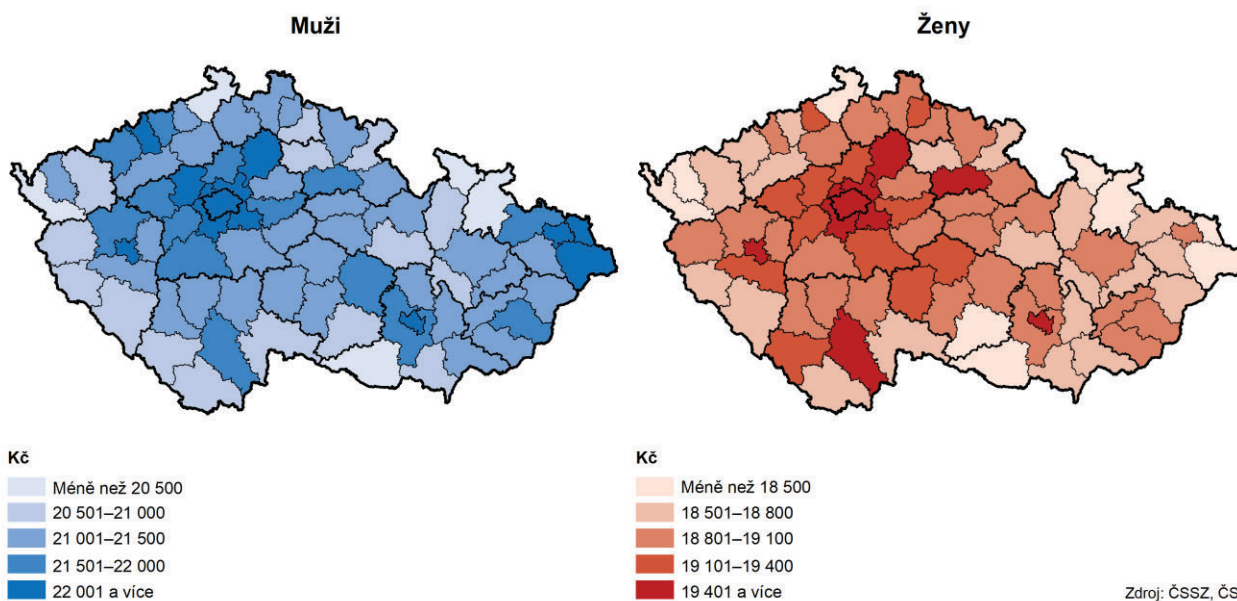 Muži
Ženy
Kč
Méně než 20 500
20 501–21 000
21 001–21 500
21 501–22 000
22 001 a více
Kč
Méně než 18 500
18 501–18 800
18 801–19 100
19 101–19 400
19 401 a více
Zdroj: ČSSZ, ČS